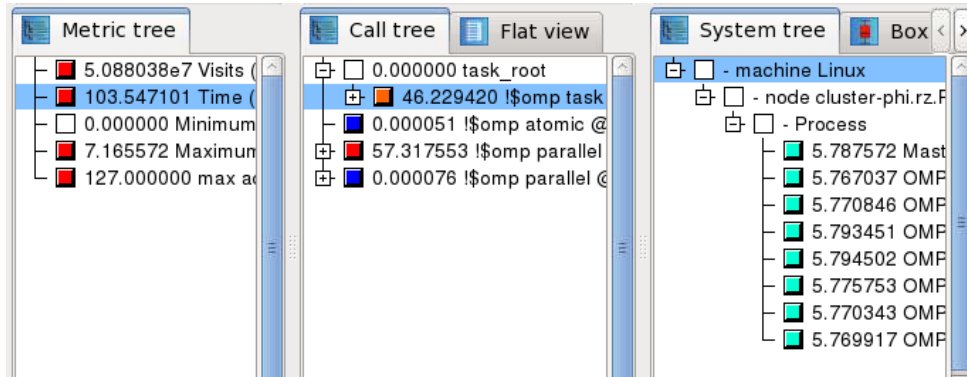 Metric tree
5.088038e7 Visits (
103.547101 Time (
0.000000 Minimum
7.165572 Maximum
127.000000 max
Call tree Flat view
0.000000 task_root
46.229420 !$omp task
0.000051 !$omp atomic @
57.317553 !$omp parallel
0.000076 !$omp parallel @
System tree Box
- machine Linux
- node cluster-phi.rz.
- Process
5.787572 Mast
5.767037 OMP
5.770846 OMP
5.793451 OMP
5.794502 OMP
5.775753 OMP
5.770343 OMP
5.769917 OMP